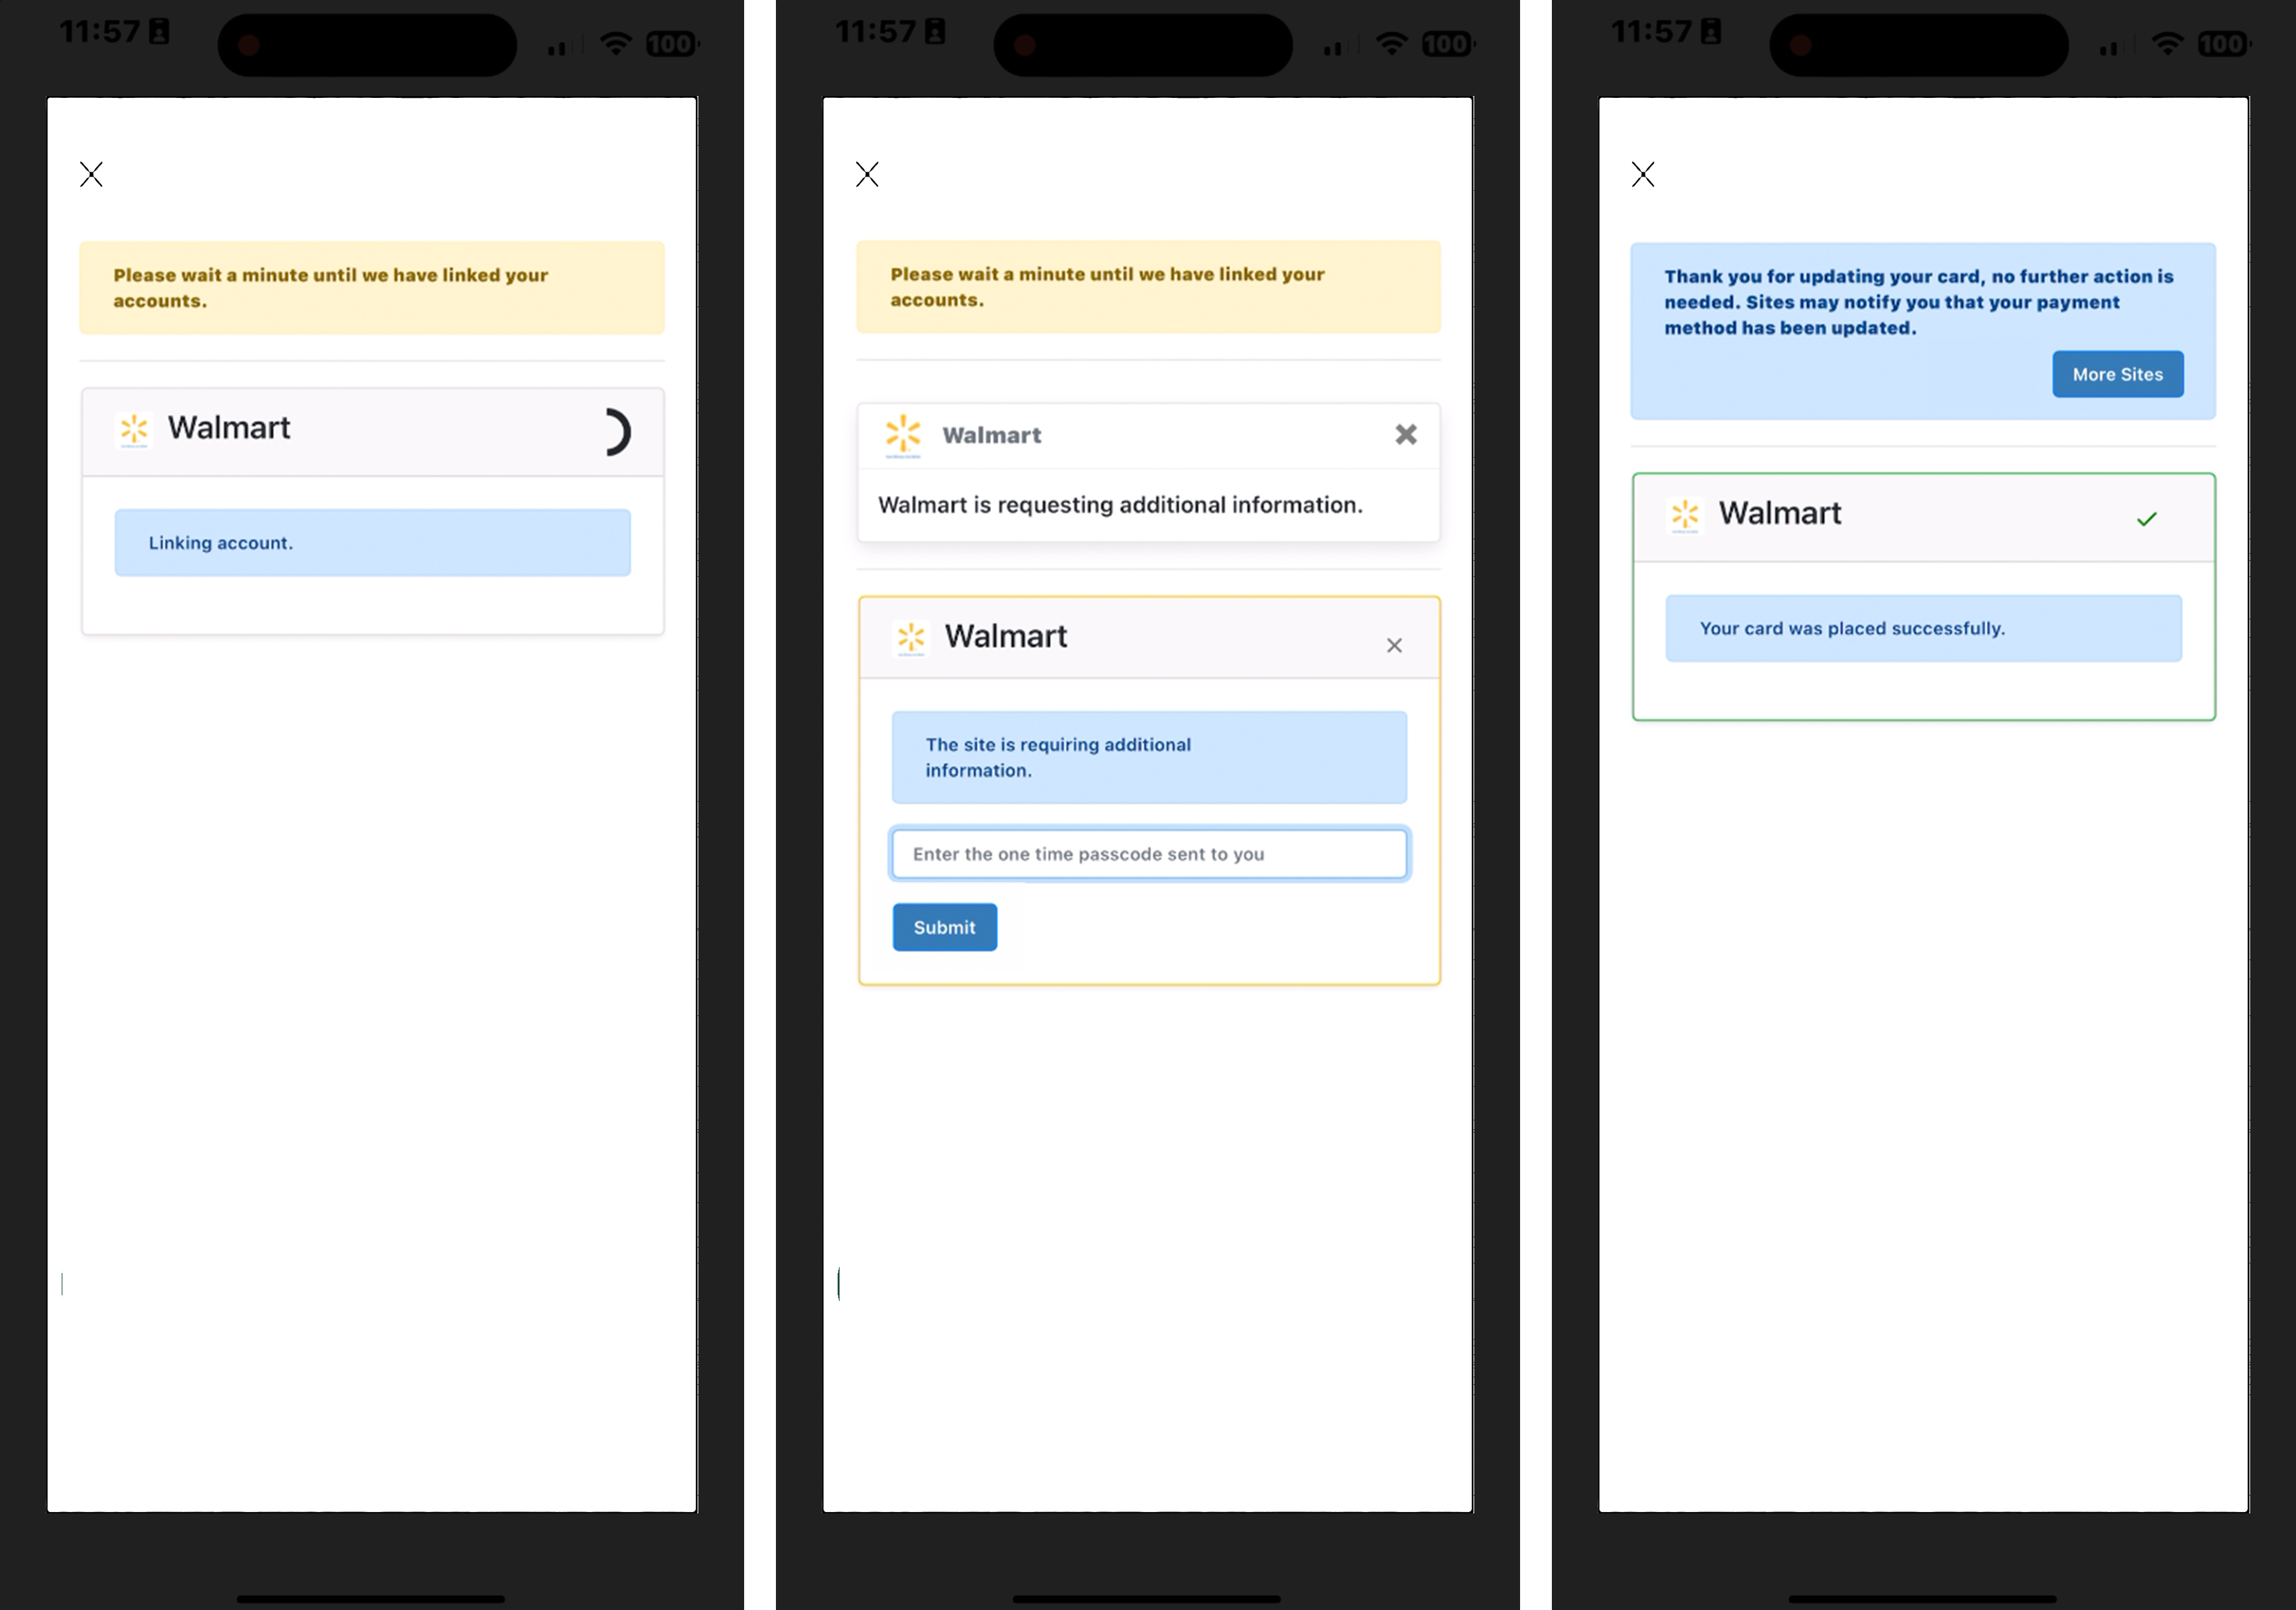 11:57
100
Please wait a minute until we have linked your
accounts.
Walmart
Linking account.
11:57
100
Please wait a minute until we have linked your
accounts.
Walmart
Walmart is requesting additional information.
Walmart
The site is requiring additional
information.
Enter the one time passcode sent to you
Submit
11:57
100
Thank you for updating your card, no further action is
needed. Sites may notify you that your payment
method has been updated.
More Sites
Walmart
Your card was placed successfully.